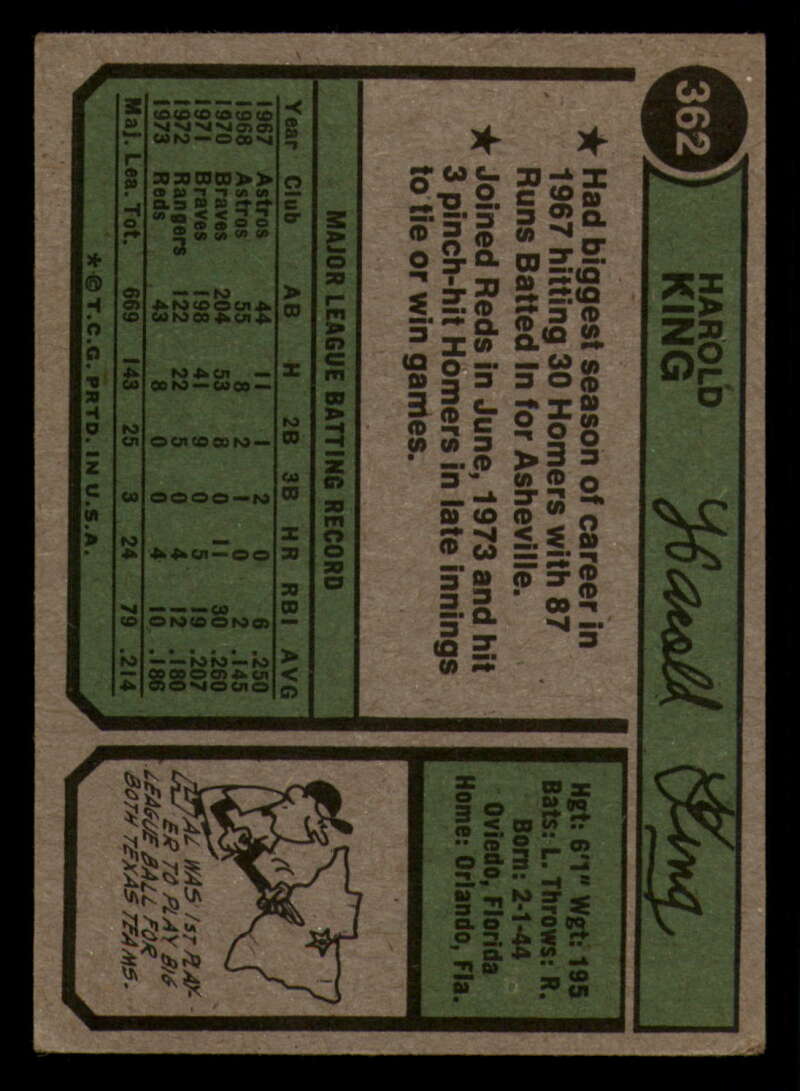 362
HAROLD
KING
Harold King
★ Had biggest season of career in
1967 hitting 30 Homers with 87
Runs Batted In for Asheville.
★ Joined Reds in June, 1973 and hit
3 pinch-hit Homers in late innings
to tie or win games.
MAJOR LEAGUE BATTING RECORD
Year Club AB H 2B 3B HR RBI AVG
1967 Astros 44 11 1 2 0 6 .250
1968 Astros 55 8 2 1 0 2 .145
1970 Braves 204 53 8 0 11 30 .260
1971 Braves 198 41 9 0 5 19 .207
1972 Rangers 122 22 5 0 4 12 .180
1973 Reds 43 8 0 0 4 10 .186
Maj. Lea. Tot. 669 143 25 3 24 79 .214
*©T.C.G. PRTD. IN U.S.A.
Hgt: 6'1" Wgt: 195
Bats: L. Throws: R.
Born: 2-1-44
Oviedo, Florida
Home: Orlando, Fla.
HAL WAS 1ST PLAY-
ER TO PLAY BIG
LEAGUE BALL FOR
BOTH TEXAS TEAMS.